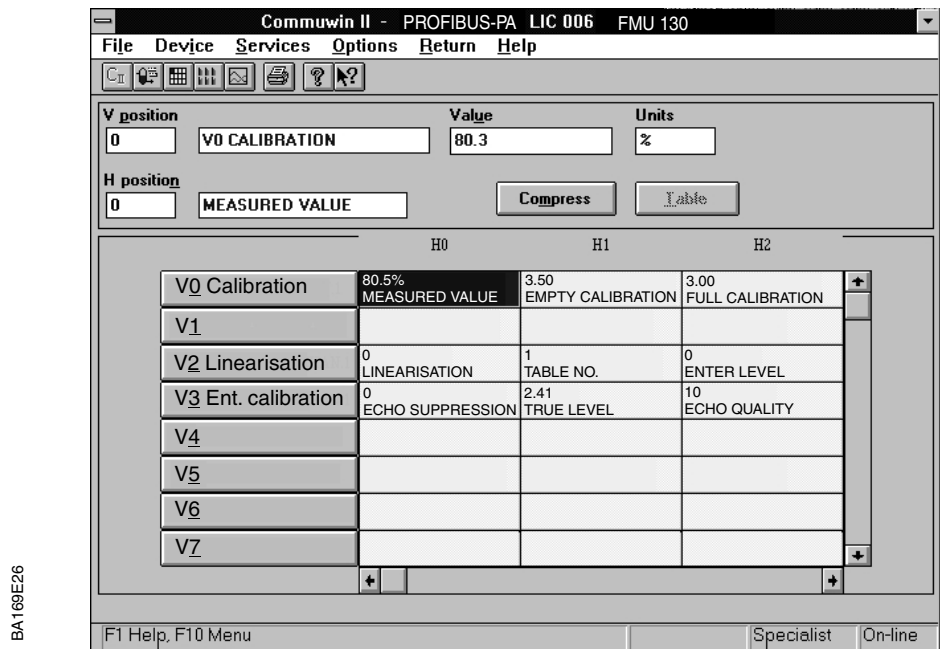 Commuwin II - PROFIBUS-PA LIC 006 FMU 130
File Device Services Options Return Help
V position Value Units
0 V0 CALIBRATION 80.3 %
H position
0 MEASURED VALUE Compress Table
H0 H1 H2
V0 Calibration
80.5% 3.50 3.00
MEASURED VALUE EMPTY CALIBRATION FULL CALIBRATION
V1
V2 Linearisation
0 1 0
LINEARISATION TABLE NO. ENTER LEVEL
V3 Ent. calibration
0 2.41 10
ECHO SUPPRESSION TRUE LEVEL ECHO QUALITY
V4
V5
V6
V7
F1 Help, F10 Menu Specialist On-line
BA169E26